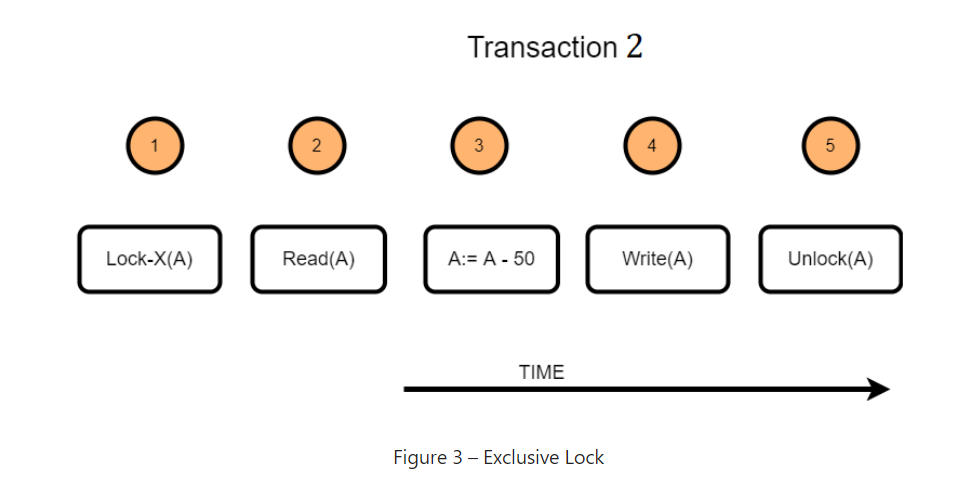 Transaction 2
1 2 3 4 5
Lock-X(A) Read(A) A:= A - 50 Write(A) Unlock(A)
TIME
Figure 3 – Exclusive Lock